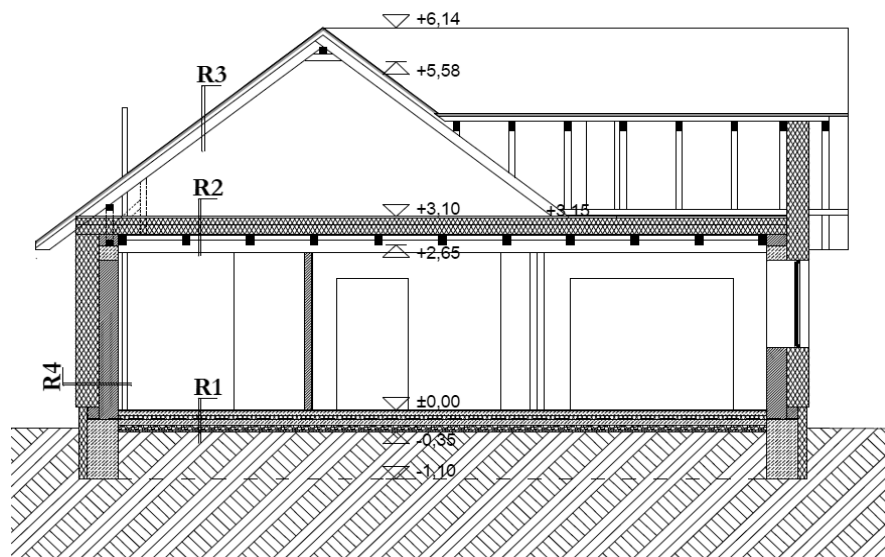 +6,14
+5,58
R3
R2
+3,10
+3,15
+2,65
R4
R1
±0,00
-0,35
-1,10